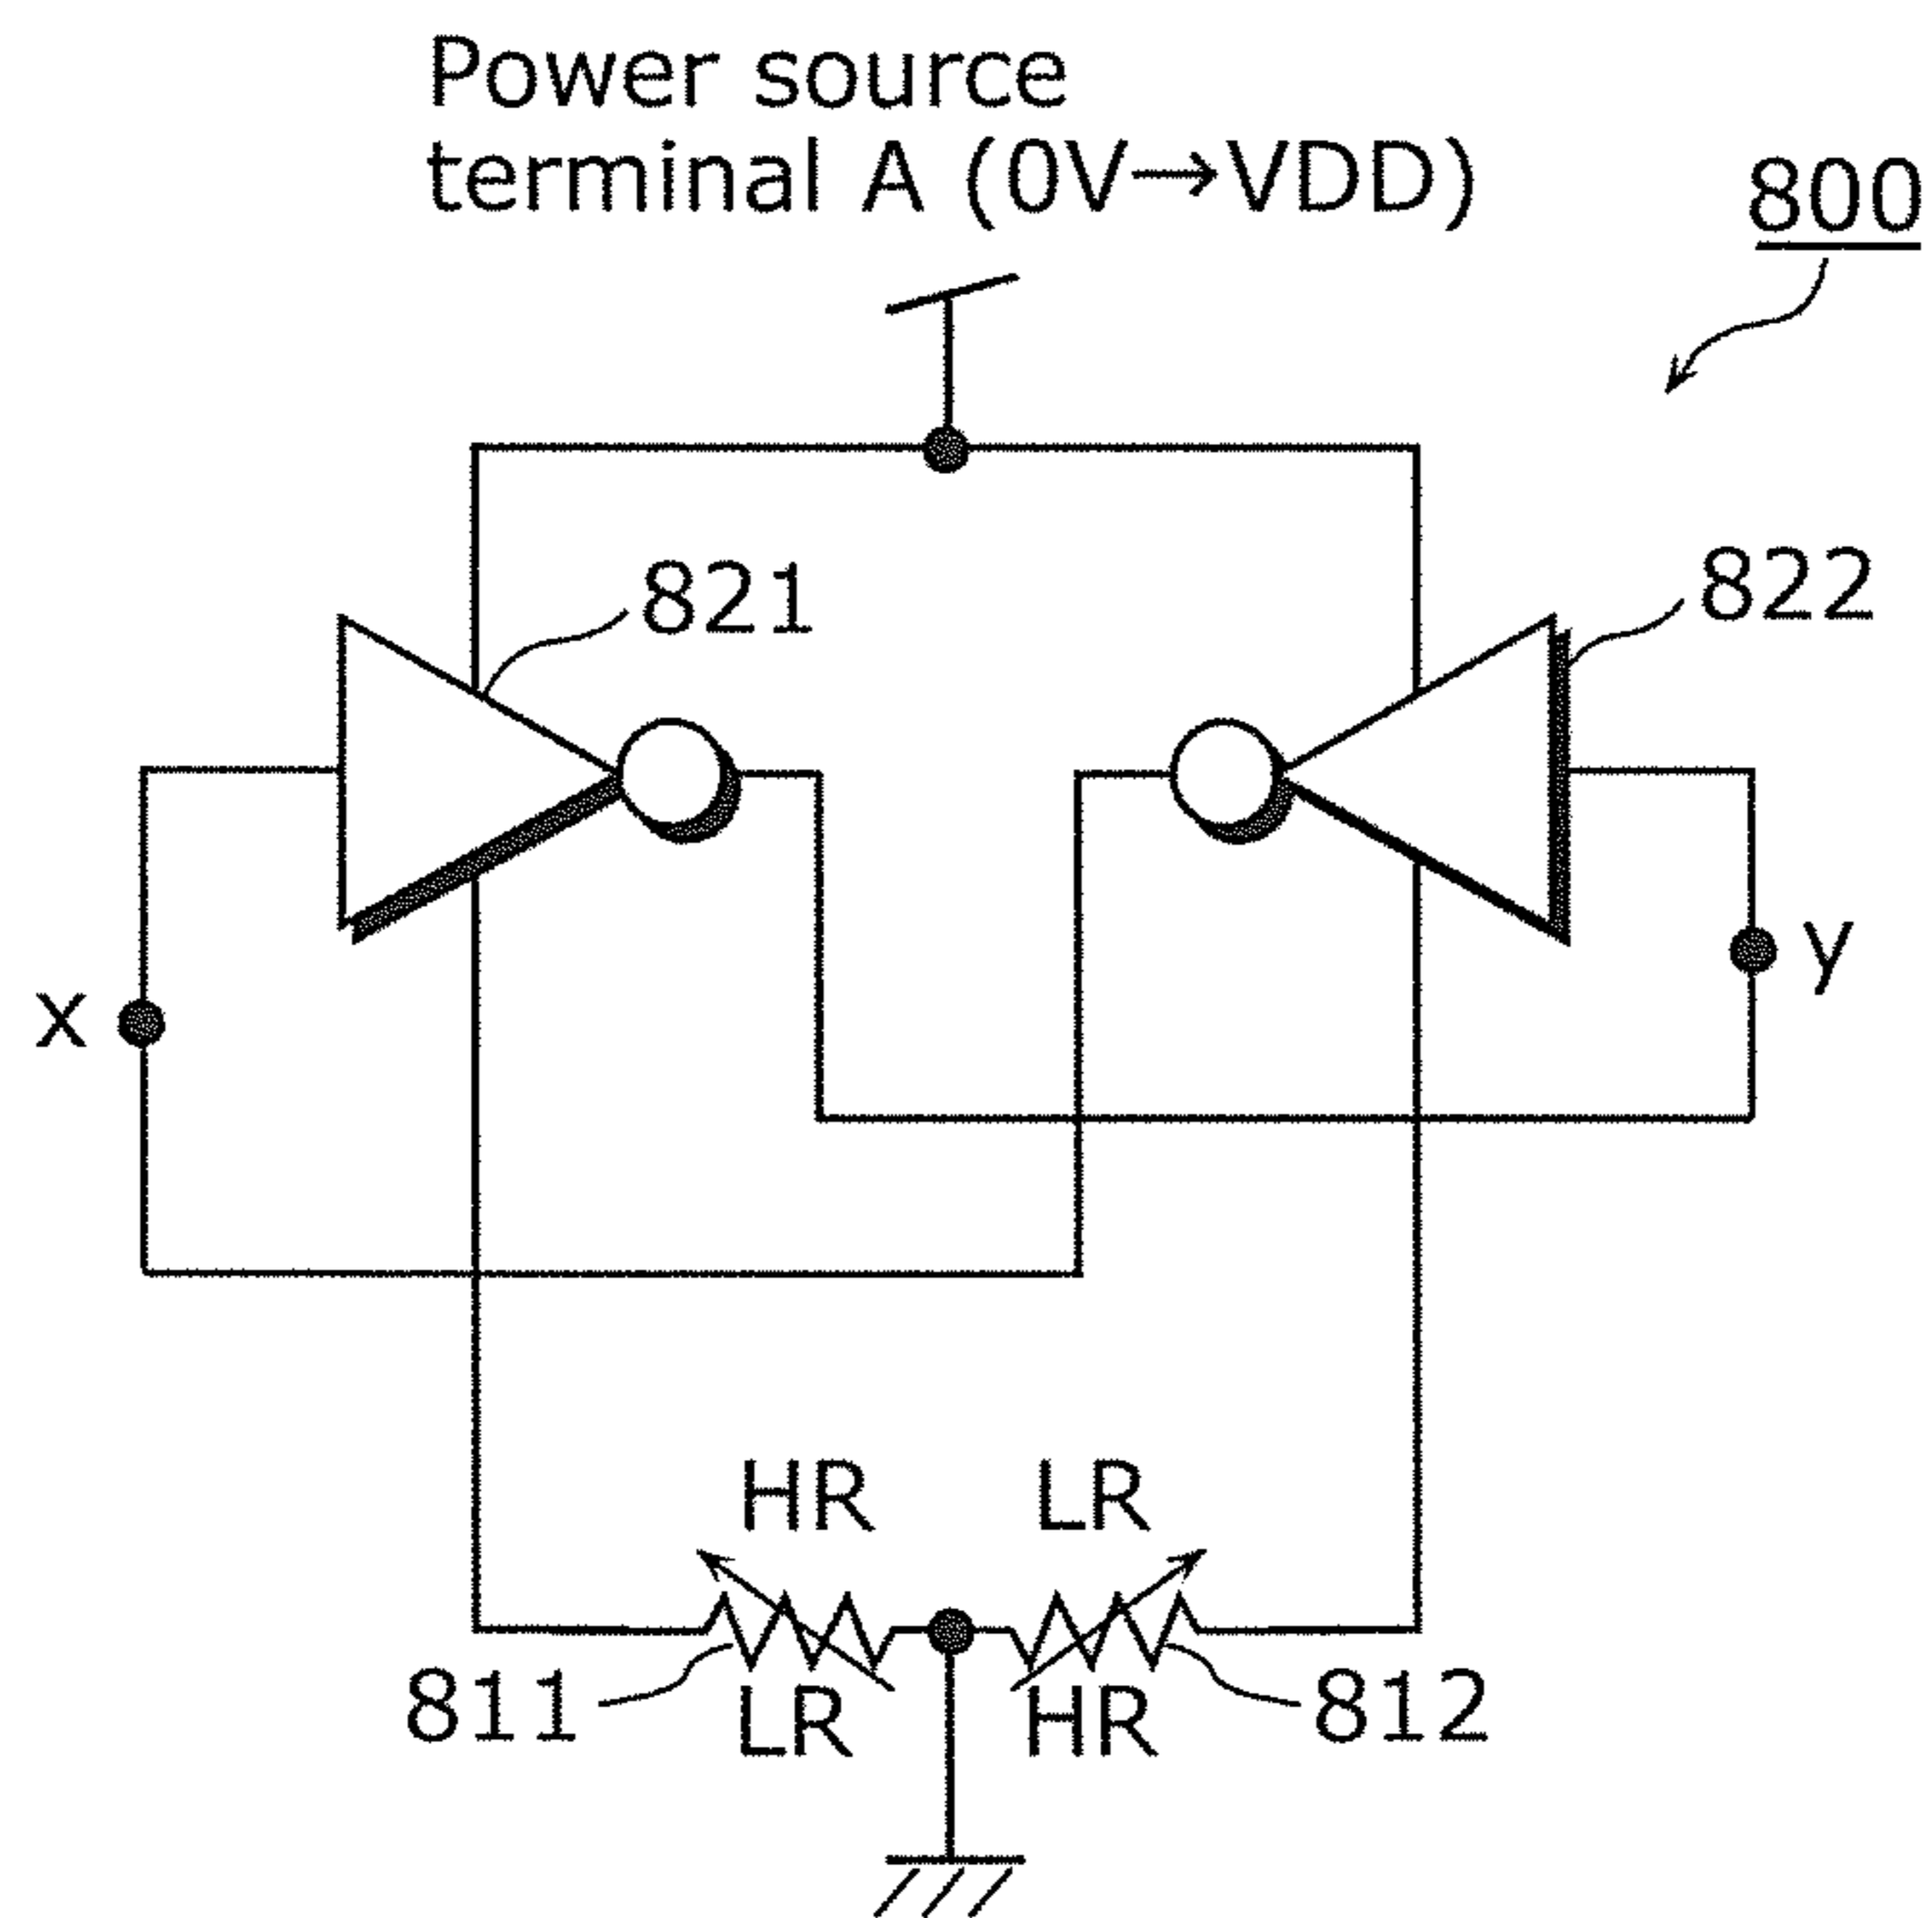 Power source
terminal A (0V→VDD)
800
821
822
x
y
HR
LR
811
LR
HR
812